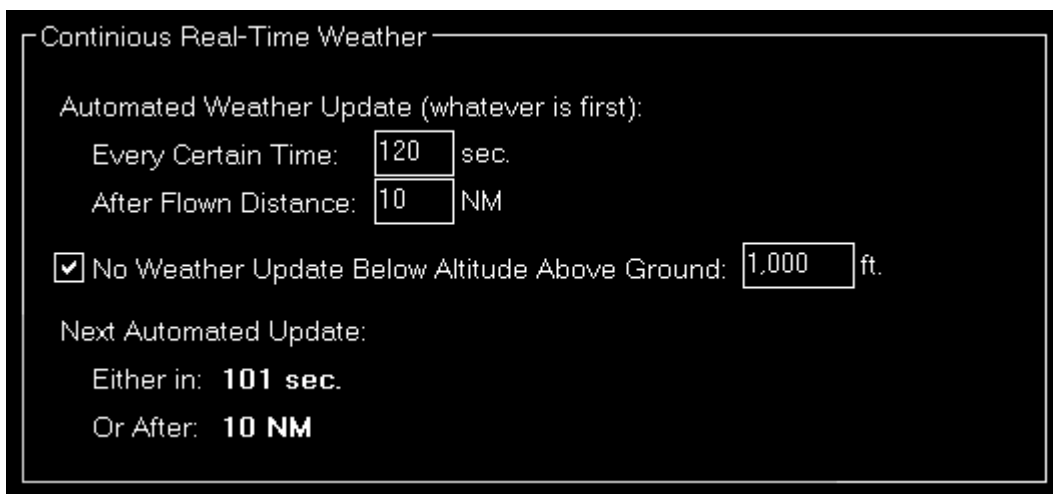 Continious Real-Time Weather
Automated Weather Update (whatever is first):
Every Certain Time: 120 sec.
After Flown Distance: 10 NM
No Weather Update Below Altitude Above Ground: 1,000 ft.
Next Automated Update:
Either in: 101 sec.
Or After: 10 NM